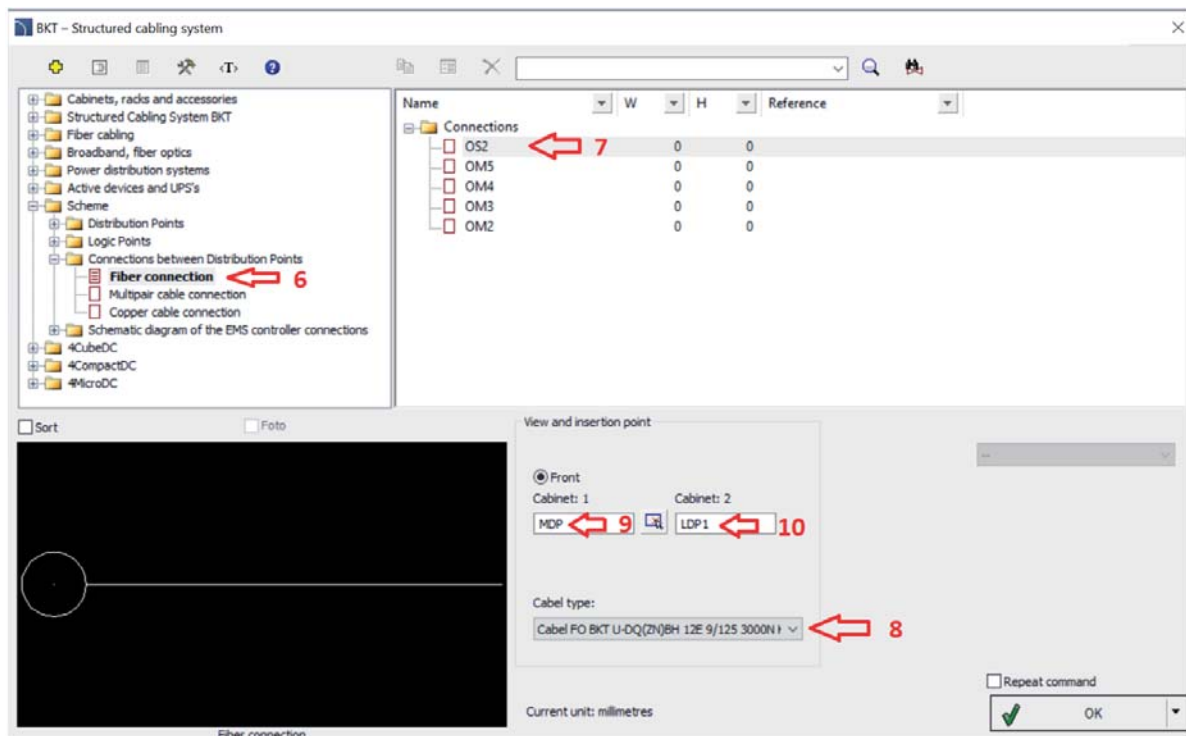 BKT – Structured cabling system
Cabinets, racks and accessories
Structured Cabling System BKT
Fiber cabling
Broadband, fiber optics
Power distribution systems
Active devices and UPS's
Scheme
Distribution Points
Logic Points
Connections between Distribution Points
Fiber connection 6
Multipair cable connection
Copper cable connection
Schematic diagram of the EMS controller connections
4CubeDC
4CompactDC
4MicroDC
Name W H Reference
Connections
OS2 7 0 0
OM5 0 0
OM4 0 0
OM3 0 0
OM2 0 0
Sort Foto
Fiber connection
View and insertion point
Front
Cabinet: 1 Cabinet: 2
MDP 9 LDP1 10
Cabel type:
Cabel FO BKT U-DQ(ZN)BH 12E 9/125 3000N 8
Current unit: millimetres
--
Repeat command
OK